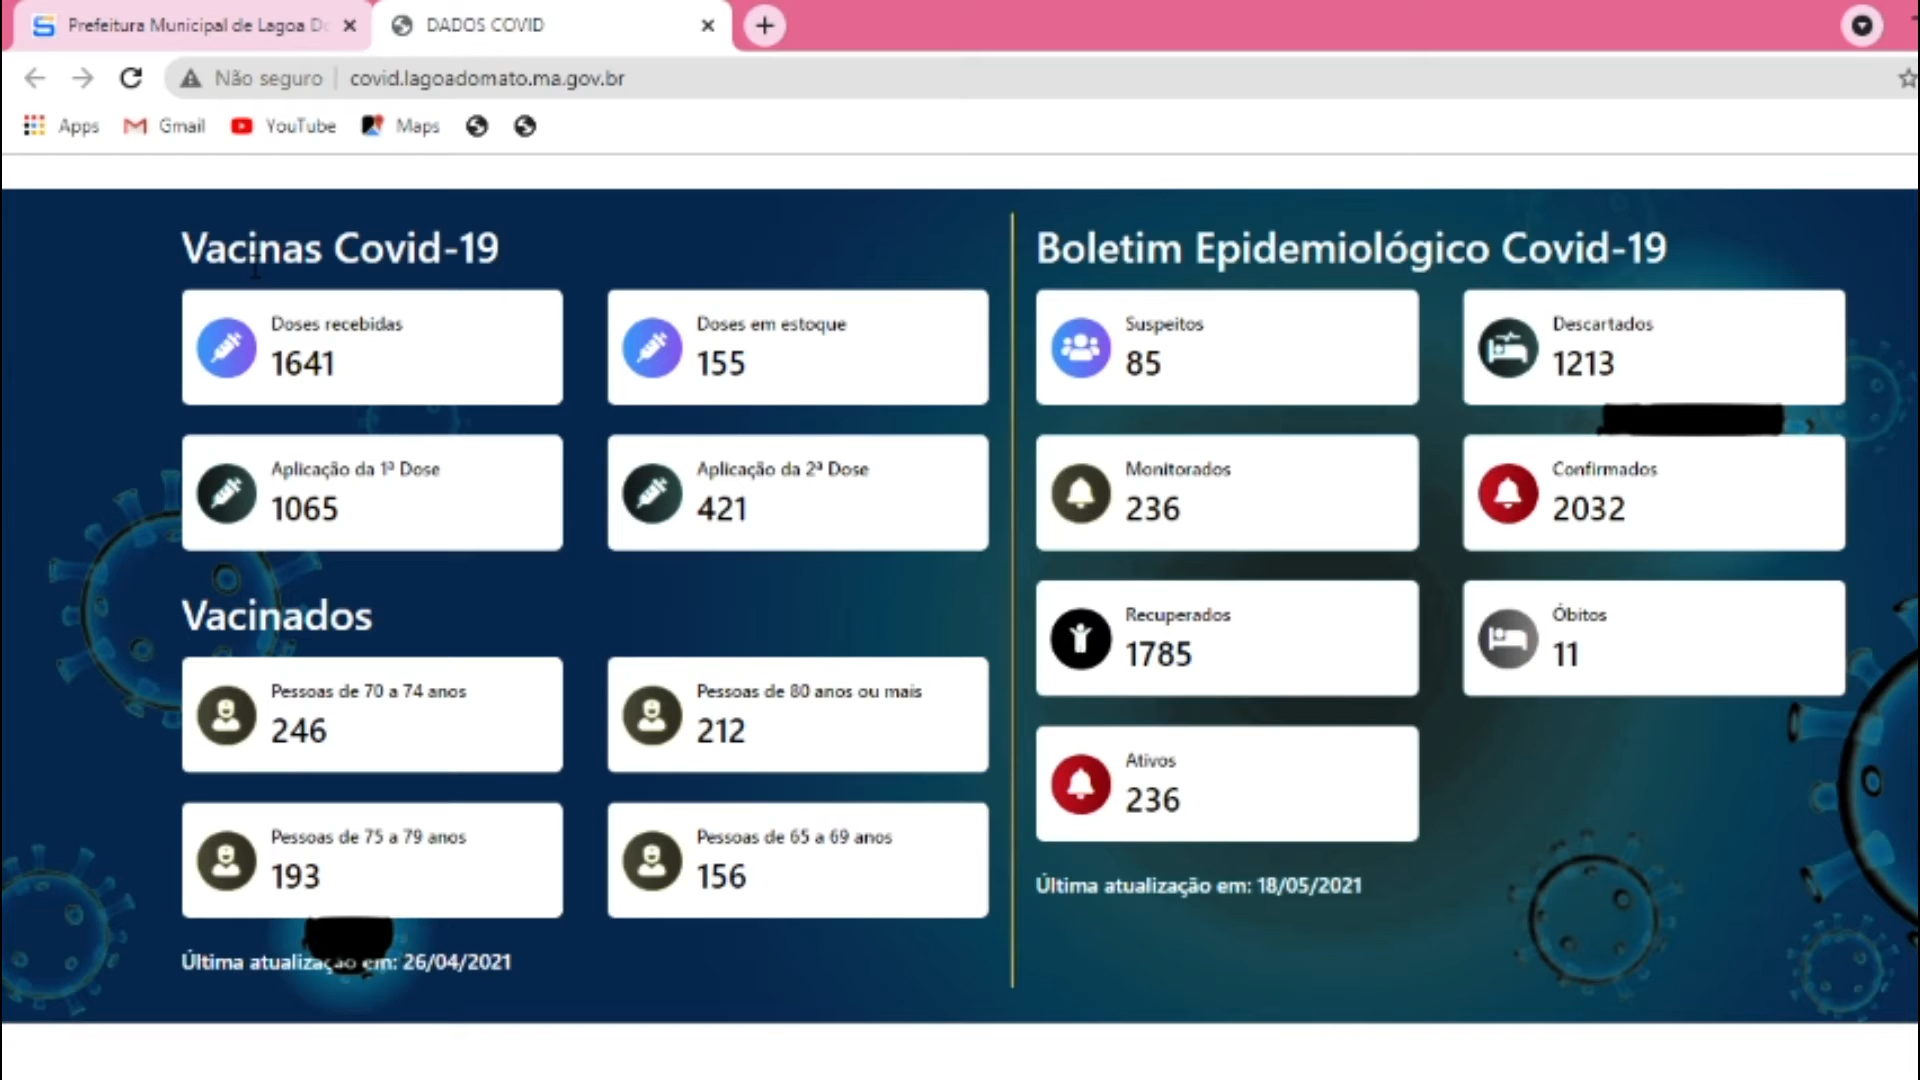 Prefeitura Municipal de Lagoa Do
DADOS COVID
Não seguro
covid.lagoadomato.ma.gov.br
Apps
Gmail
YouTube
Maps
Vacinas Covid-19
Doses recebidas
1641
Doses em estoque
155
Aplicação da 1ª Dose
1065
Aplicação da 2ª Dose
421
Vacinados
Pessoas de 70 a 74 anos
246
Pessoas de 80 anos ou mais
212
Pessoas de 75 a 79 anos
193
Pessoas de 65 a 69 anos
156
Última atualização em: 26/04/2021
Boletim Epidemiológico Covid-19
Suspeitos
85
Descartados
1213
Monitorados
236
Confirmados
2032
Recuperados
1785
Óbitos
11
Ativos
236
Última atualização em: 18/05/2021